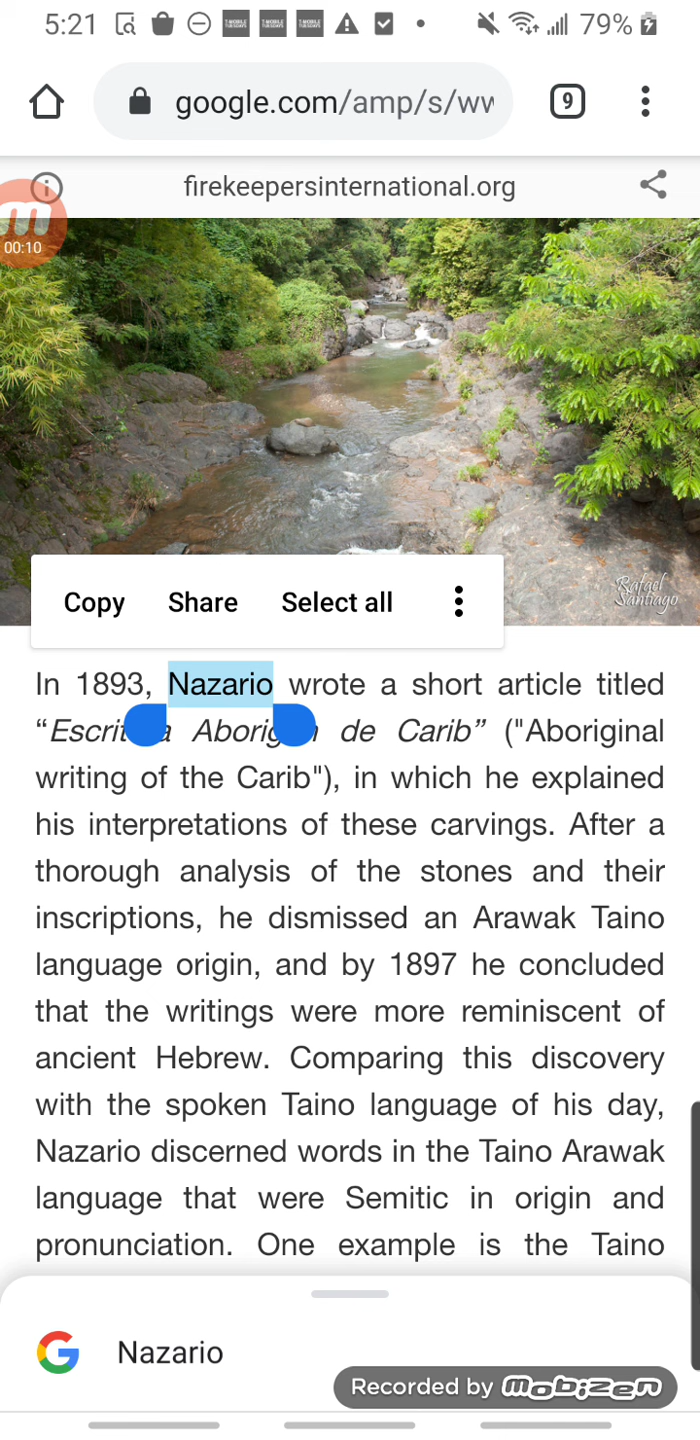 5:21 79%
google.com/amp/s/ww 9
firekeepersinternational.org
00:10
Rafael
Santiago
Copy Share Select all
In 1893, Nazario wrote a short article titled
de Carib” ("Aboriginal
writing of the Carib"), in which he explained
his interpretations of these carvings. After a
thorough analysis of the stones and their
inscriptions, he dismissed an Arawak Taino
language origin, and by 1897 he concluded
that the writings were more reminiscent of
ancient Hebrew. Comparing this discovery
with the spoken Taino language of his day,
Nazario discerned words in the Taino Arawak
language that were Semitic in origin and
pronunciation. One example is the Taino
Nazario
Recorded by mobizen